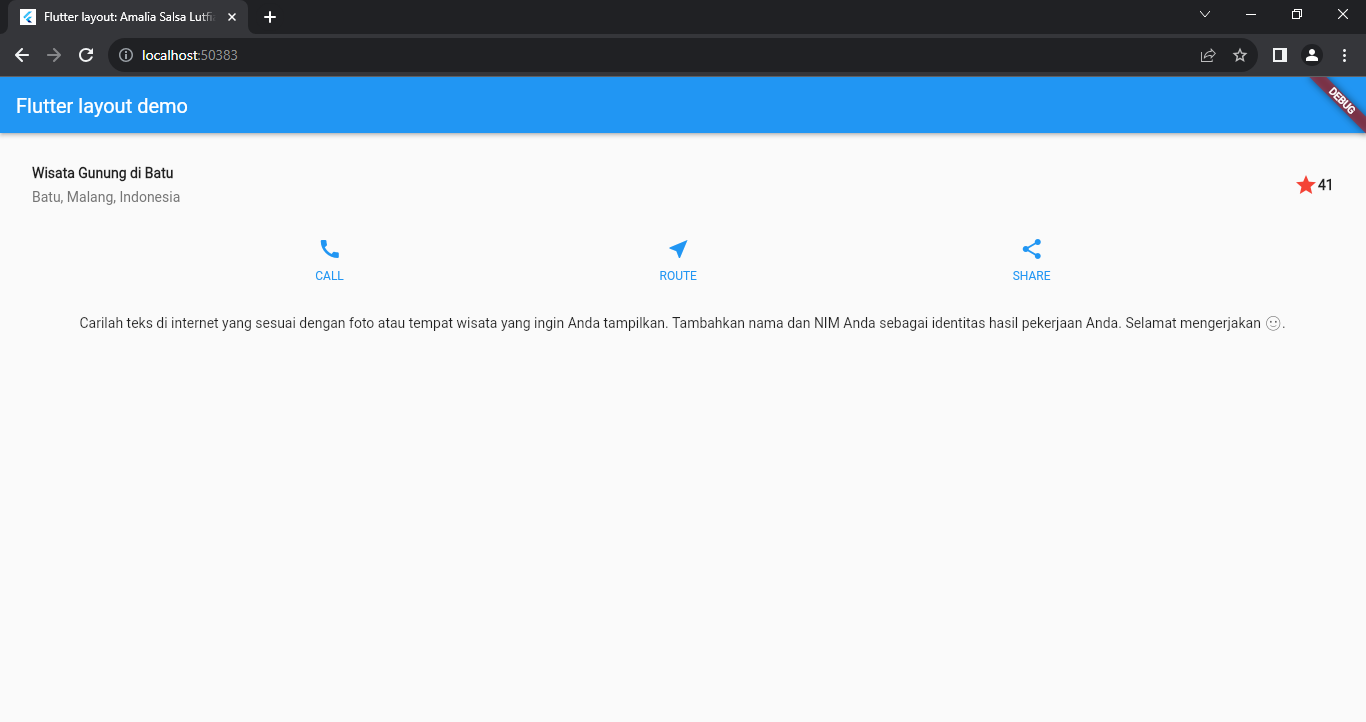 Flutter layout: Amalia Salsa
localhost:50383
Flutter layout demo
DEBUG
Wisata Gunung di Batu
Batu, Malang, Indonesia
41
CALL
ROUTE
SHARE
Carilah teks di internet yang sesuai dengan foto atau tempat wisata yang ingin Anda tampilkan. Tambahkan nama dan NIM Anda sebagai identitas hasil pekerjaan Anda. Selamat mengerjakan 🙂.